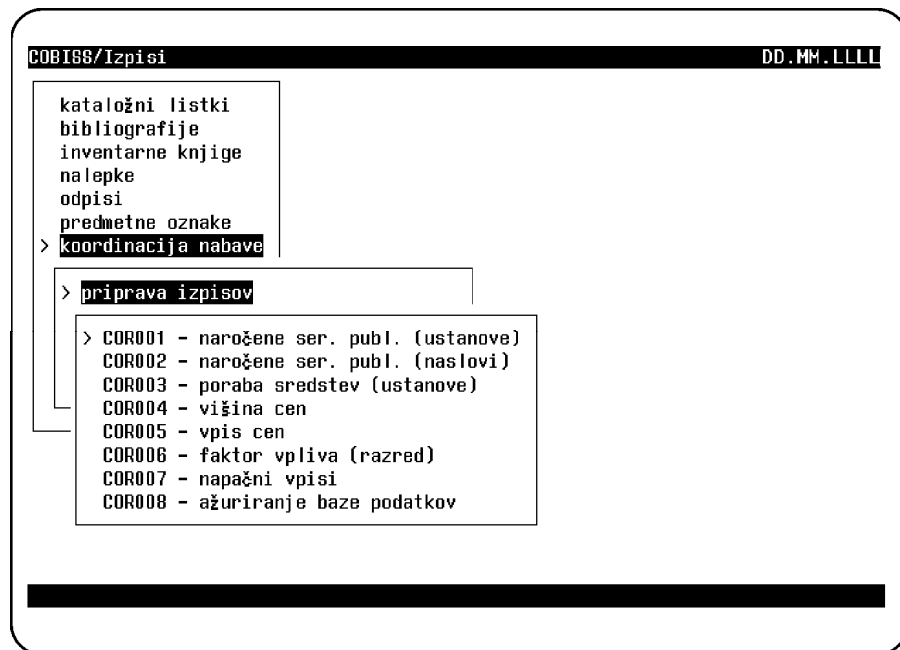 COBISS/Izpisi DD.MM.LLLL
kataložni listki
bibliografije
inventarne knjige
nalepke
odpisi
predmetne oznake
> koordinacija nabave
> priprava izpisov
> COR001 - naročene ser. publ. (ustanove)
COR002 - naročene ser. publ. (naslovi)
COR003 - poraba sredstev (ustanove)
COR004 - višina cen
COR005 - vpis cen
COR006 - faktor vpliva (razred)
COR007 - napačni vpisi
COR008 - ažuriranje baze podatkov